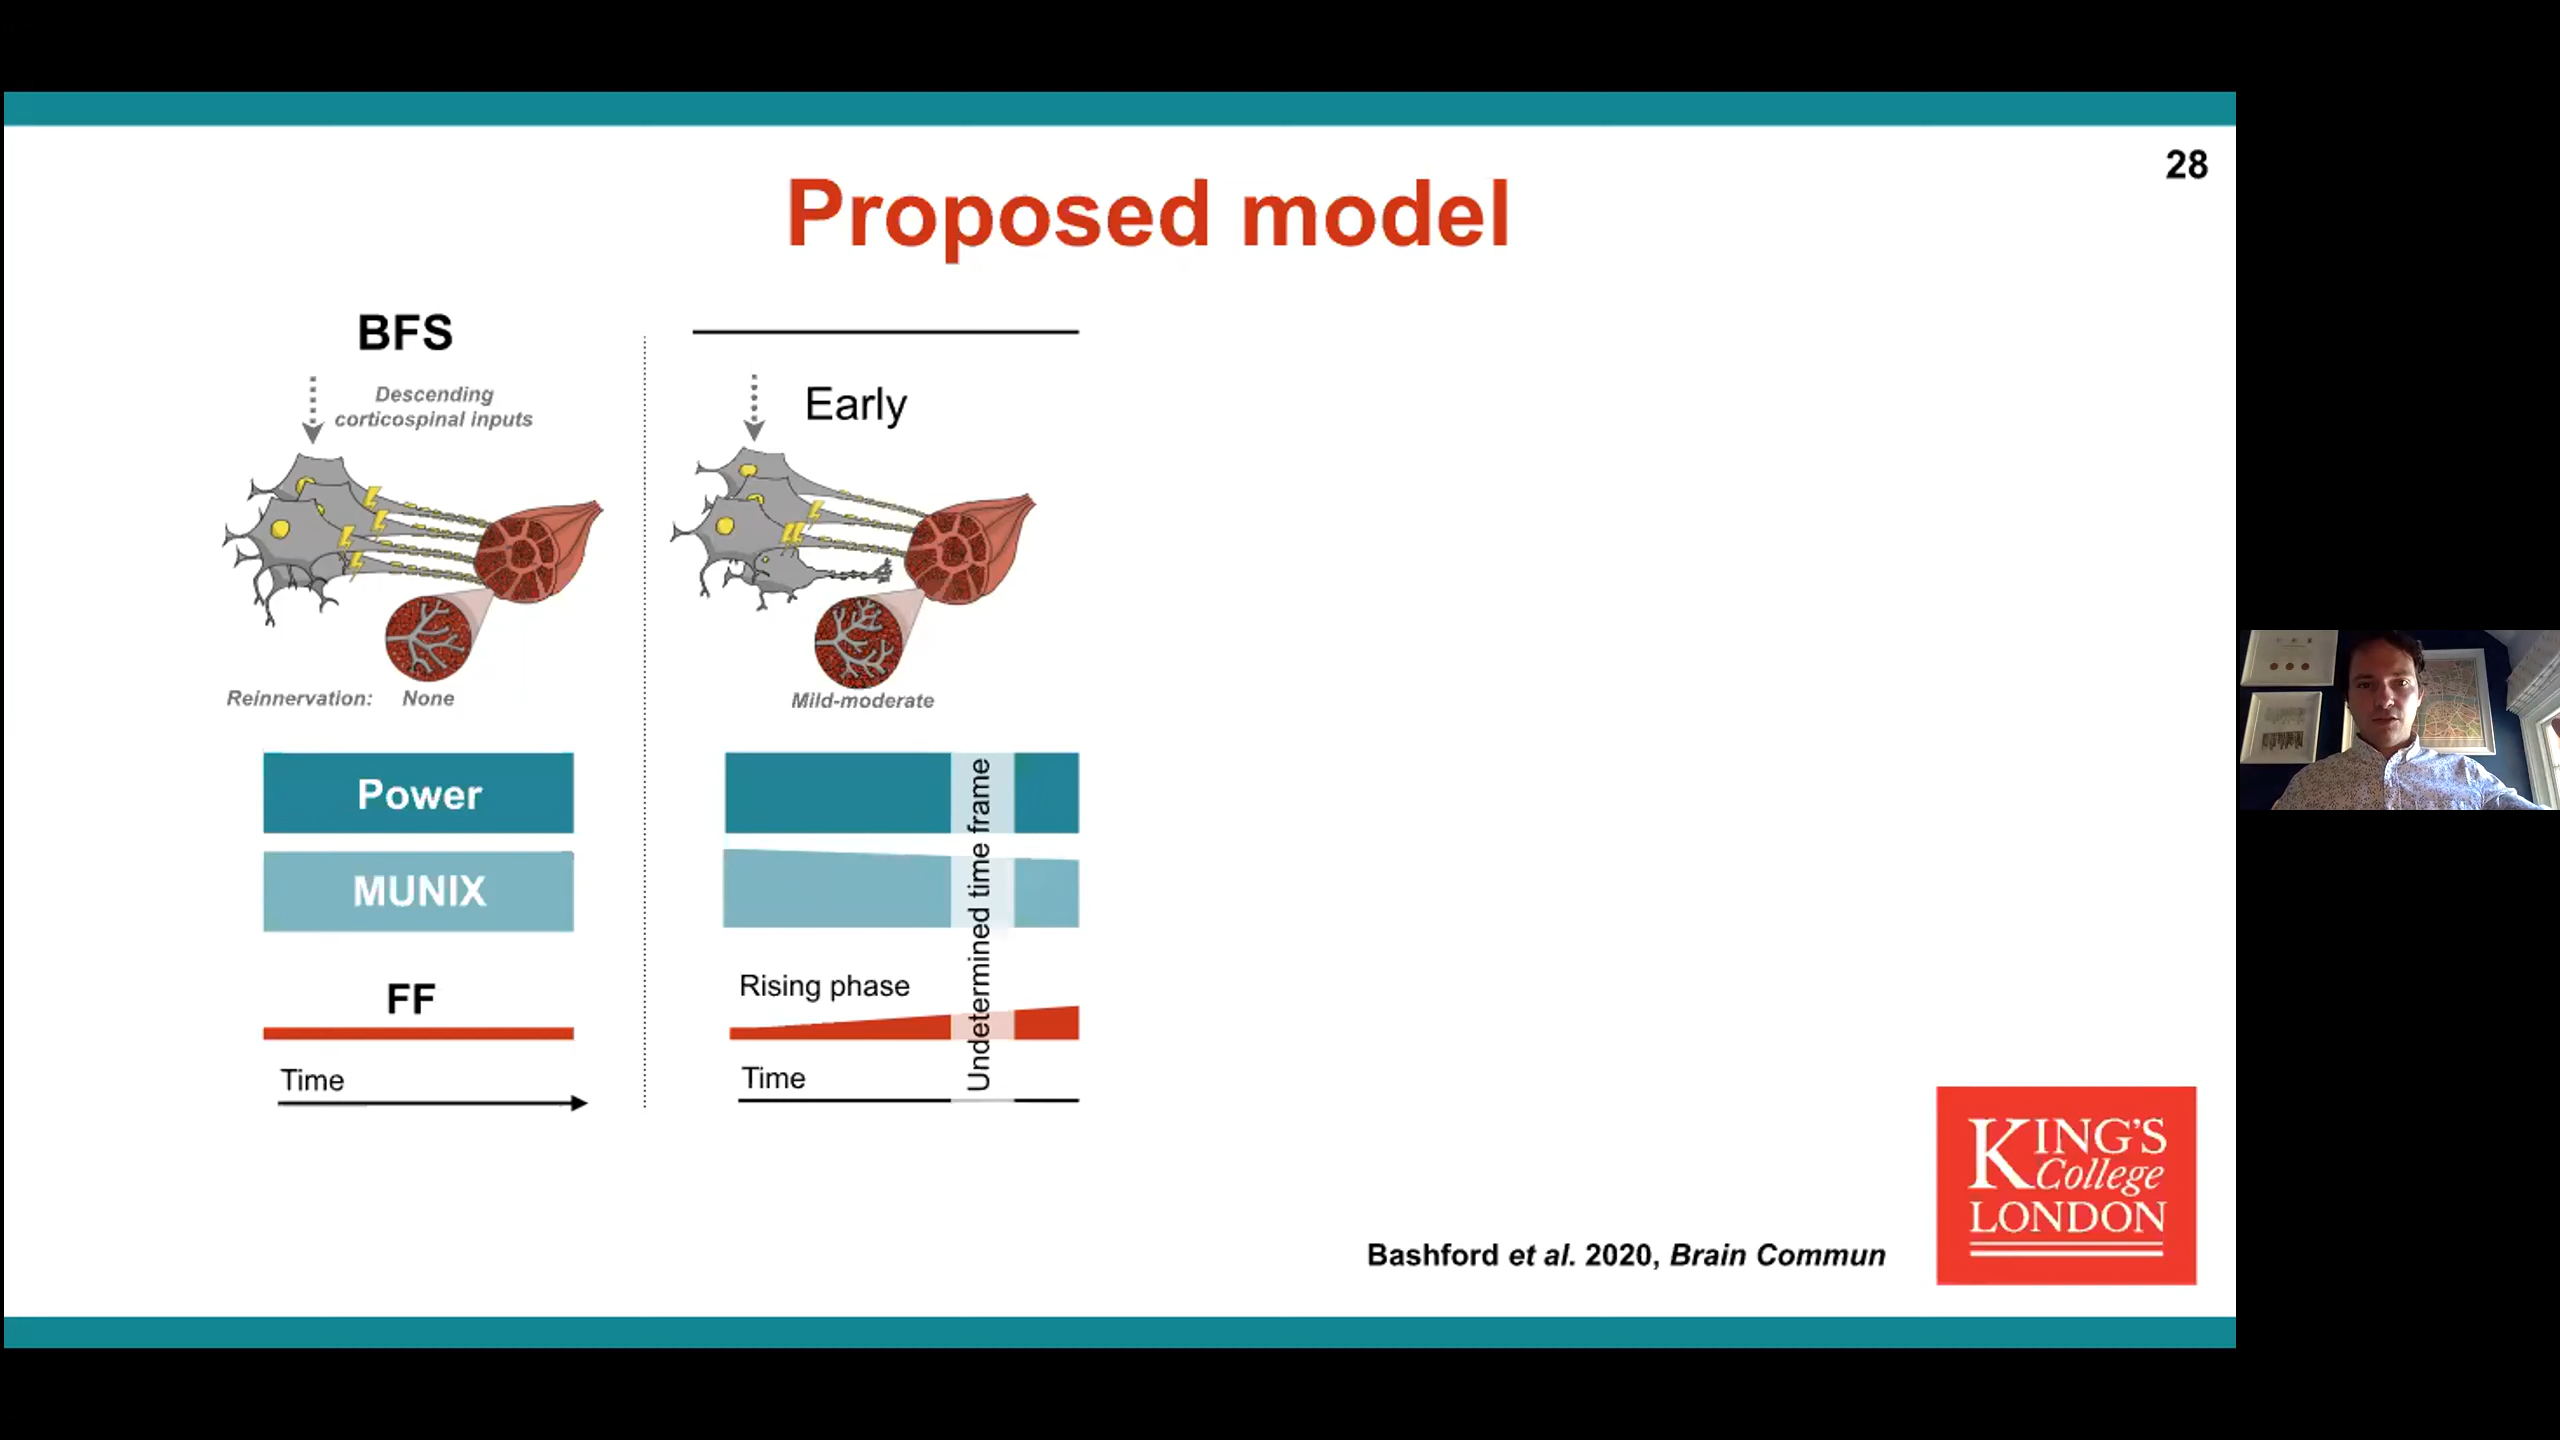 28
Proposed model
BFS
Descending
corticospinal inputs
Early
Reinnervation: None
Mild-moderate
Power
MUNIX
FF
Time
Rising phase
Time
Undetermined time frame
Bashford et al. 2020, Brain Commun
KING'S
College
LONDON